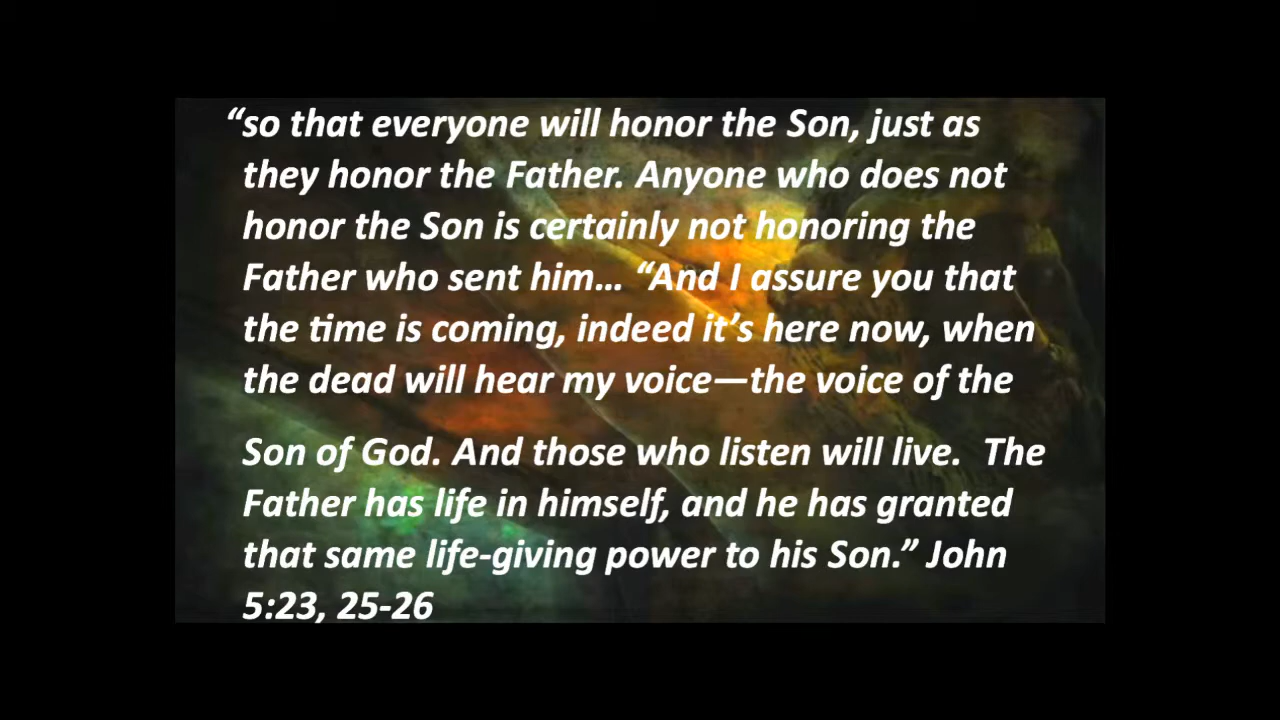 “so that everyone will honor the Son, just as
they honor the Father. Anyone who does not
honor the Son is certainly not honoring the
Father who sent him… “And I assure you that
the time is coming, indeed it’s here now, when
the dead will hear my voice—the voice of the
Son of God. And those who listen will live.  The
Father has life in himself, and he has granted
that same life-giving power to his Son.” John
5:23, 25-26